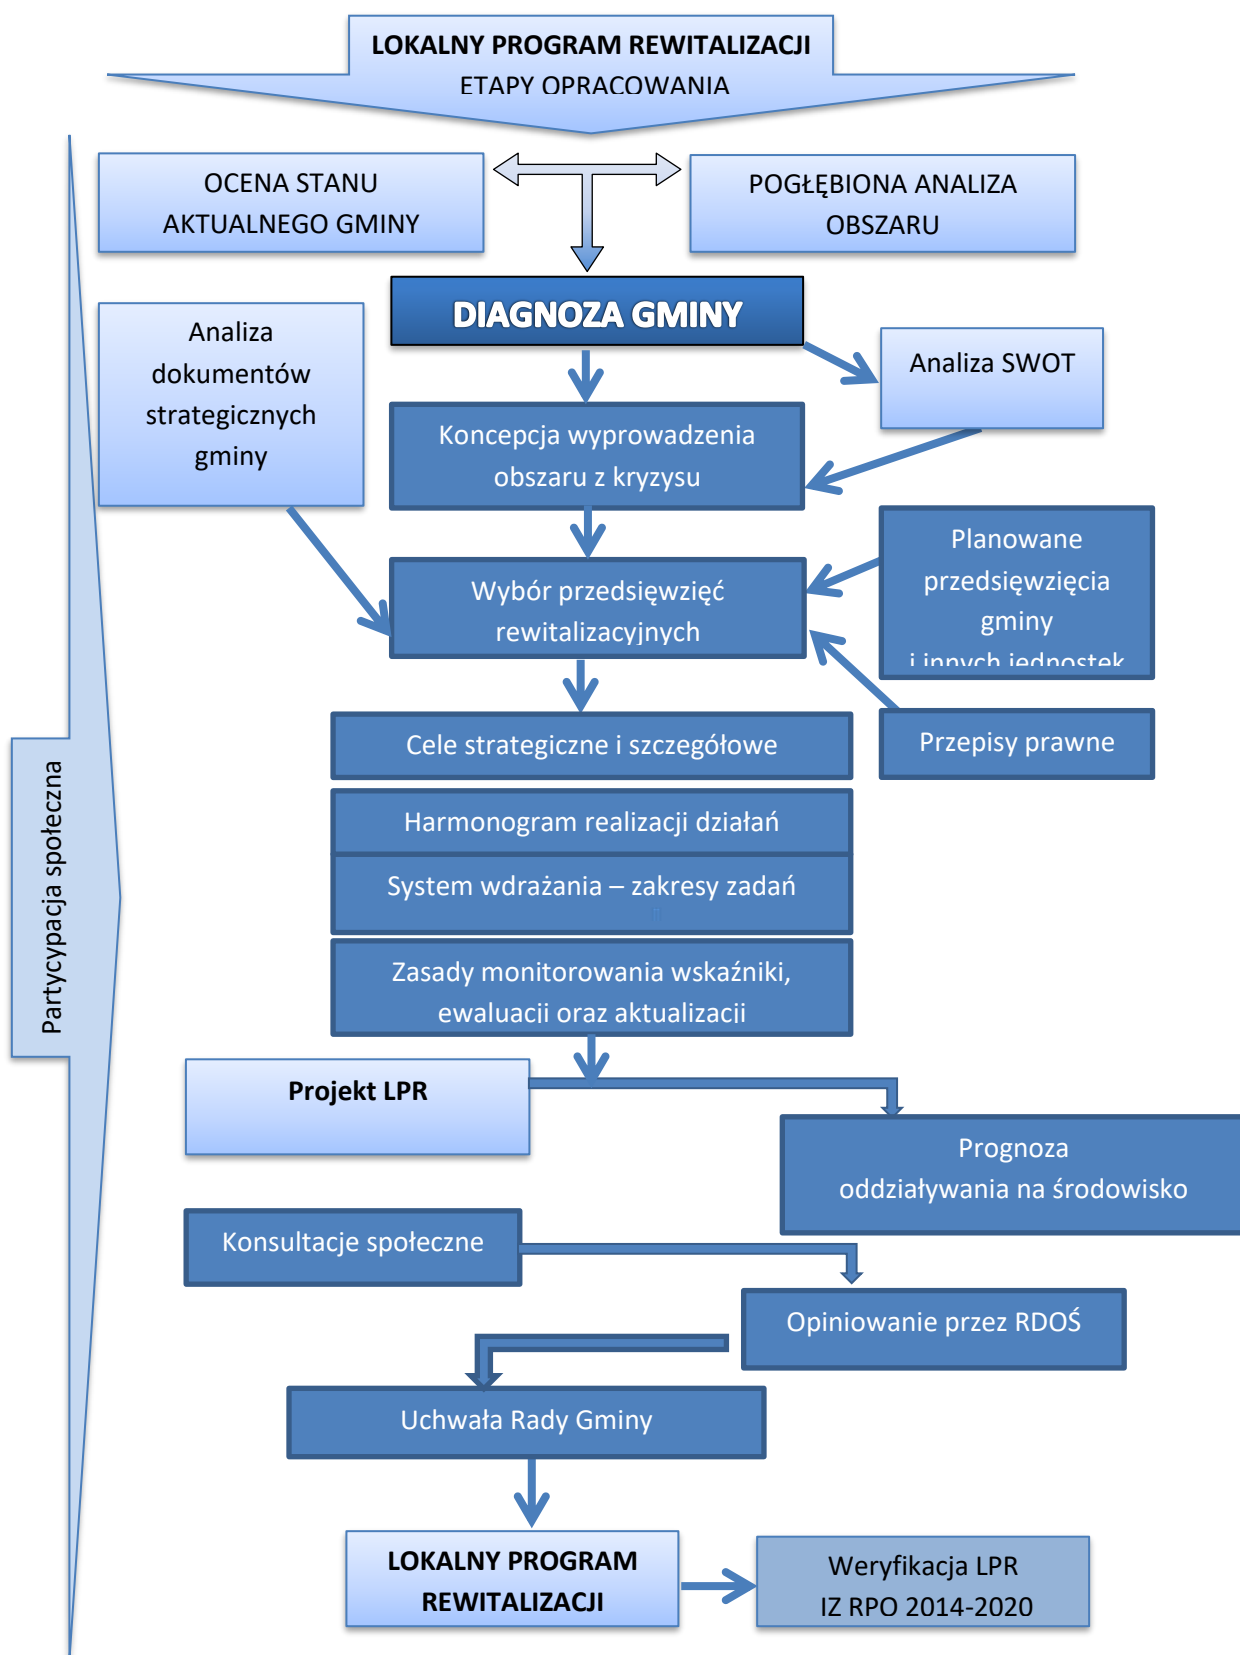 LOKALNY PROGRAM REWITALIZACJI
ETAPY OPRACOWANIA
OCENA STANU
AKTUALNEGO GMINY
POGŁĘBIONA ANALIZA
OBSZARU
DIAGNOZA GMINY
Analiza
dokumentów
strategicznych
gminy
Analiza SWOT
Koncepcja wyprowadzenia
obszaru z kryzysu
Planowane
przedsięwzięcia
gminy
i innych jednostek
Wybór przedsięwzięć
rewitalizacyjnych
Przepisy prawne
Cele strategiczne i szczegółowe
Harmonogram realizacji działań
System wdrażania – zakresy zadań
Zasady monitorowania wskaźniki,
ewaluacji oraz aktualizacji
Partycypacja społeczna
Projekt LPR
Prognoza
oddziaływania na środowisko
Konsultacje społeczne
Opiniowanie przez RDOŚ
Uchwała Rady Gminy
LOKALNY PROGRAM
REWITALIZACJI
Weryfikacja LPR
IZ RPO 2014-2020